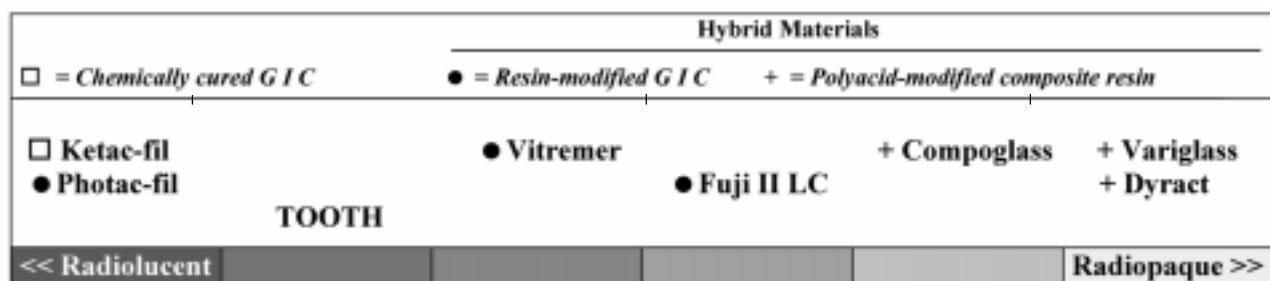 Hybrid Materials
□ = Chemically cured G I C ● = Resin-modified G I C + = Polyacid-modified composite resin
□ Ketac-fil ● Vitremer + Compoglass + Variglass
● Photac-fil ● Fuji II LC + Dyract
TOOTH
<< Radiolucent Radiopaque >>